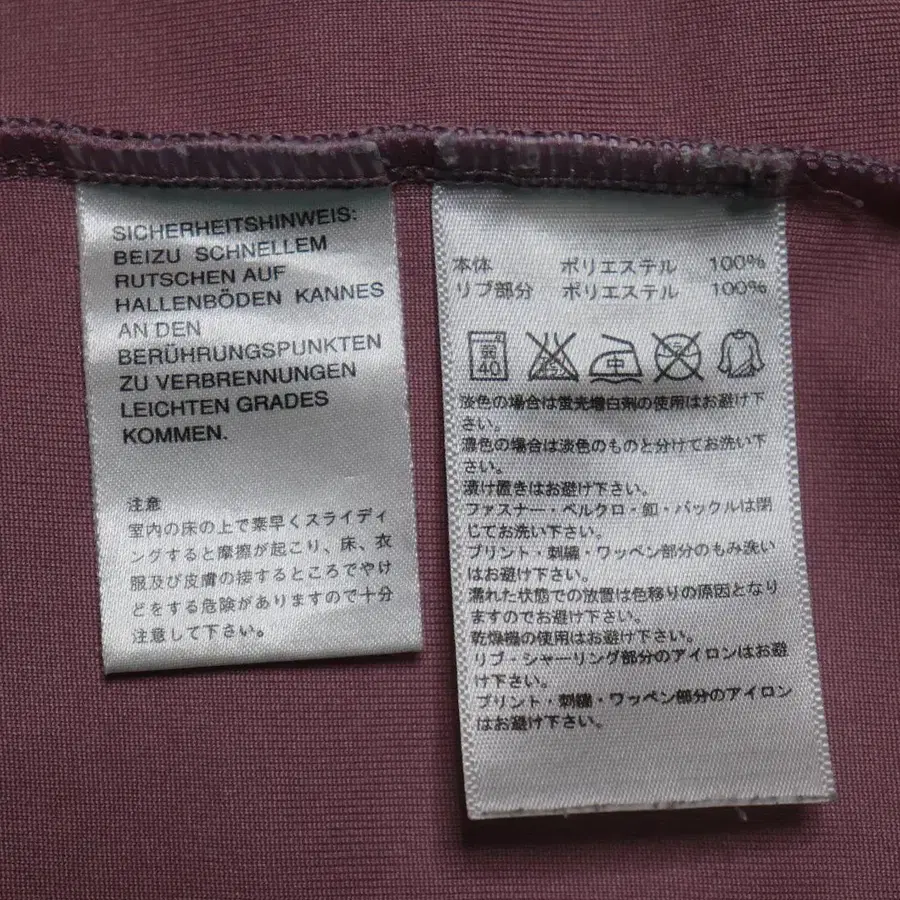 SICHERHEITSHINWEIS:
BEIZU SCHNELLEM
RUTSCHEN AUF
HALLENBÖDEN KANNES
AN DEN
BERÜHRUNGSPUNKTEN
ZU VERBRENNUNGEN
LEICHTEN GRADES
KOMMEN.
注意
室内の床の上で素早くスライディ
ングすると摩擦が起こり、床、衣
服及び皮膚の接するところでやけ
どをする危険がありますので十分
注意して下さい。
本体 ポリエステル 100%
リブ部分 ポリエステル 100%
弱 40 中
淡色の場合は蛍光増白剤の使用はお避け下
さい。
濃色の場合は淡色のものと分けてお洗い下
さい。
漬け置きはお避け下さい。
ファスナー・ベルクロ・釦・バックルは閉
じてお洗い下さい。
プリント・刺繍・ワッペン部分のもみ洗い
はお避け下さい。
濡れた状態での放置は色移りの原因となり
ますのでお避け下さい。
乾燥機の使用はお避け下さい。
リブ・シャーリング部分のアイロンはお避
け下さい。
プリント・刺繍・ワッペン部分のアイロン
はお避け下さい。